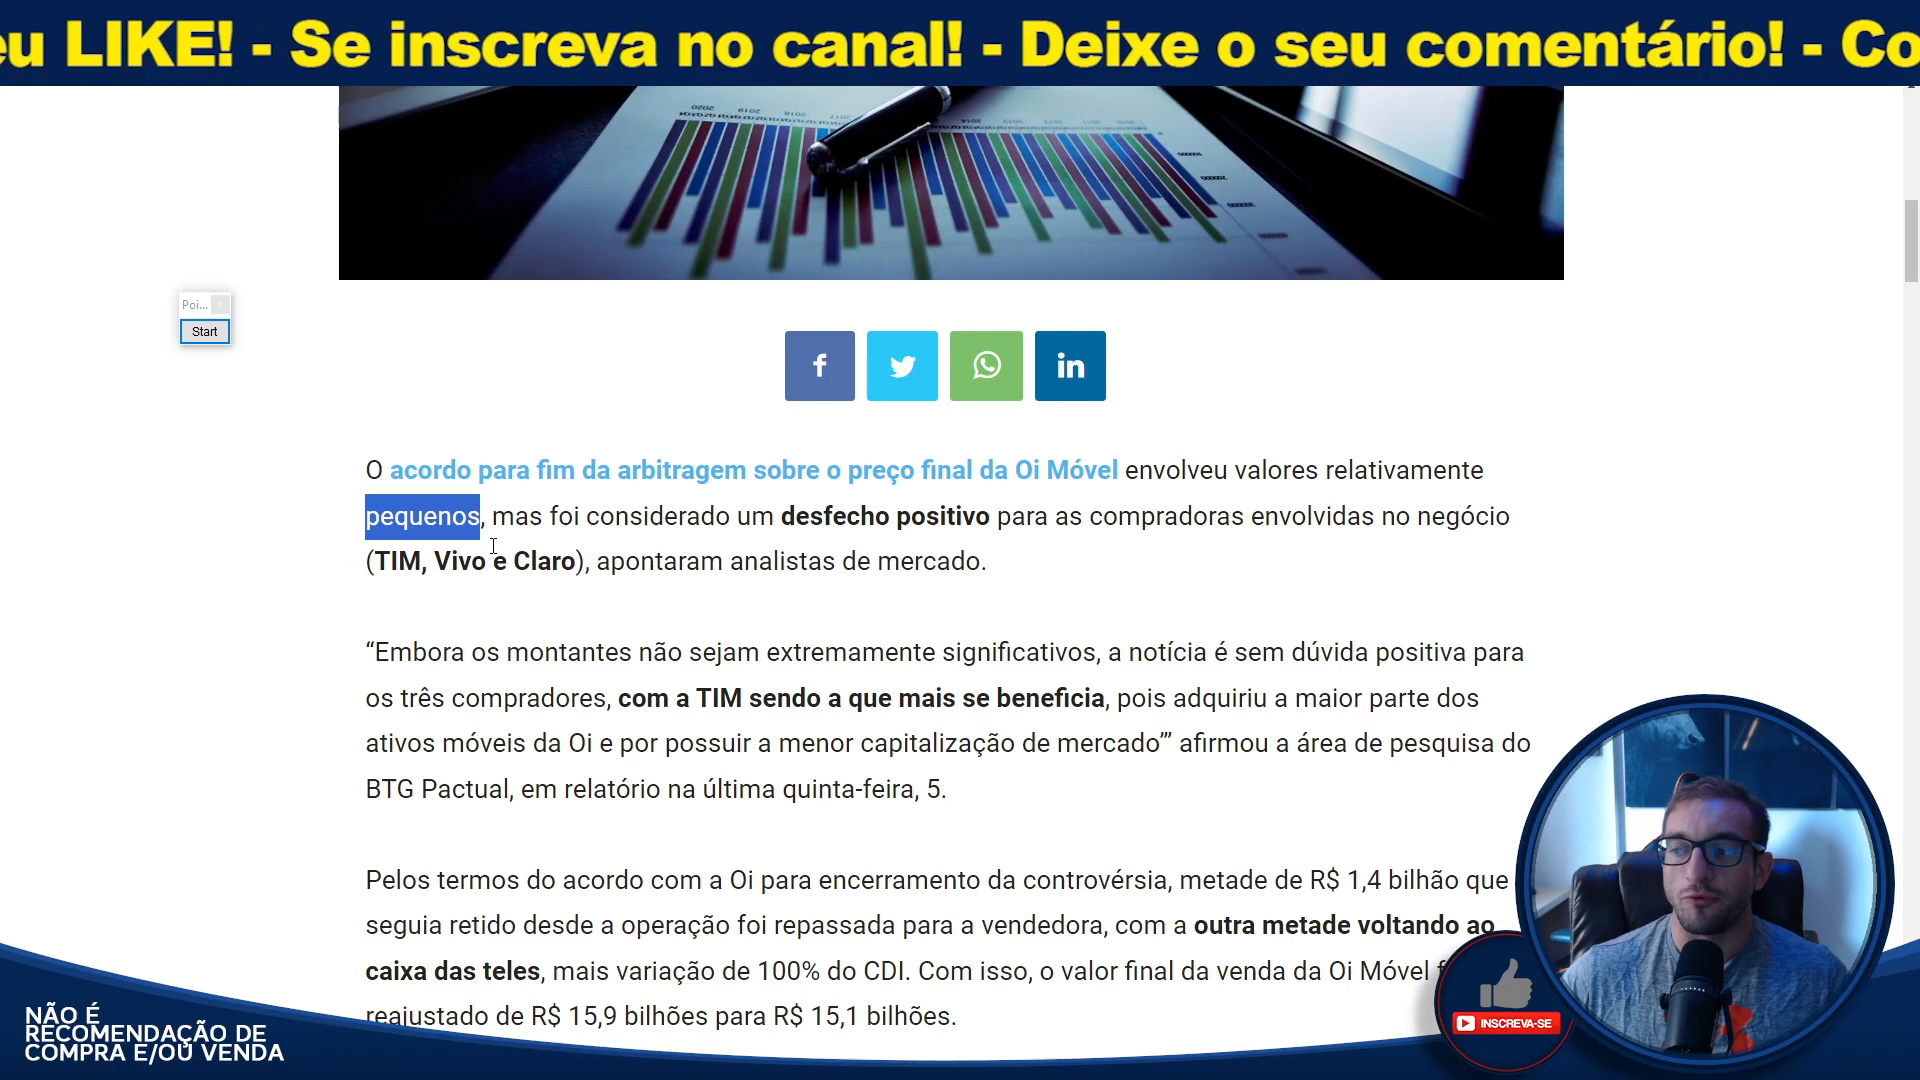 eu LIKE! - Se inscreva no canal! - Deixe o seu comentário! - Co
2020 2019 2018 2017 2014
Poi...
Start
f in
O acordo para fim da arbitragem sobre o preço final da Oi Móvel envolveu valores relativamente
pequenos, mas foi considerado um desfecho positivo para as compradoras envolvidas no negócio
(TIM, Vivo e Claro), apontaram analistas de mercado.
“Embora os montantes não sejam extremamente significativos, a notícia é sem dúvida positiva para
os três compradores, com a TIM sendo a que mais se beneficia, pois adquiriu a maior parte dos
ativos móveis da Oi e por possuir a menor capitalização de mercado”’ afirmou a área de pesquisa do
BTG Pactual, em relatório na última quinta-feira, 5.
Pelos termos do acordo com a Oi para encerramento da controvérsia, metade de R$ 1,4 bilhão que
seguia retido desde a operação foi repassada para a vendedora, com a outra metade voltando ao
caixa das teles, mais variação de 100% do CDI. Com isso, o valor final da venda da Oi Móvel f
reajustado de R$ 15,9 bilhões para R$ 15,1 bilhões.
INSCREVA-SE
NÃO É
RECOMENDAÇÃO DE
COMPRA E/OU VENDA